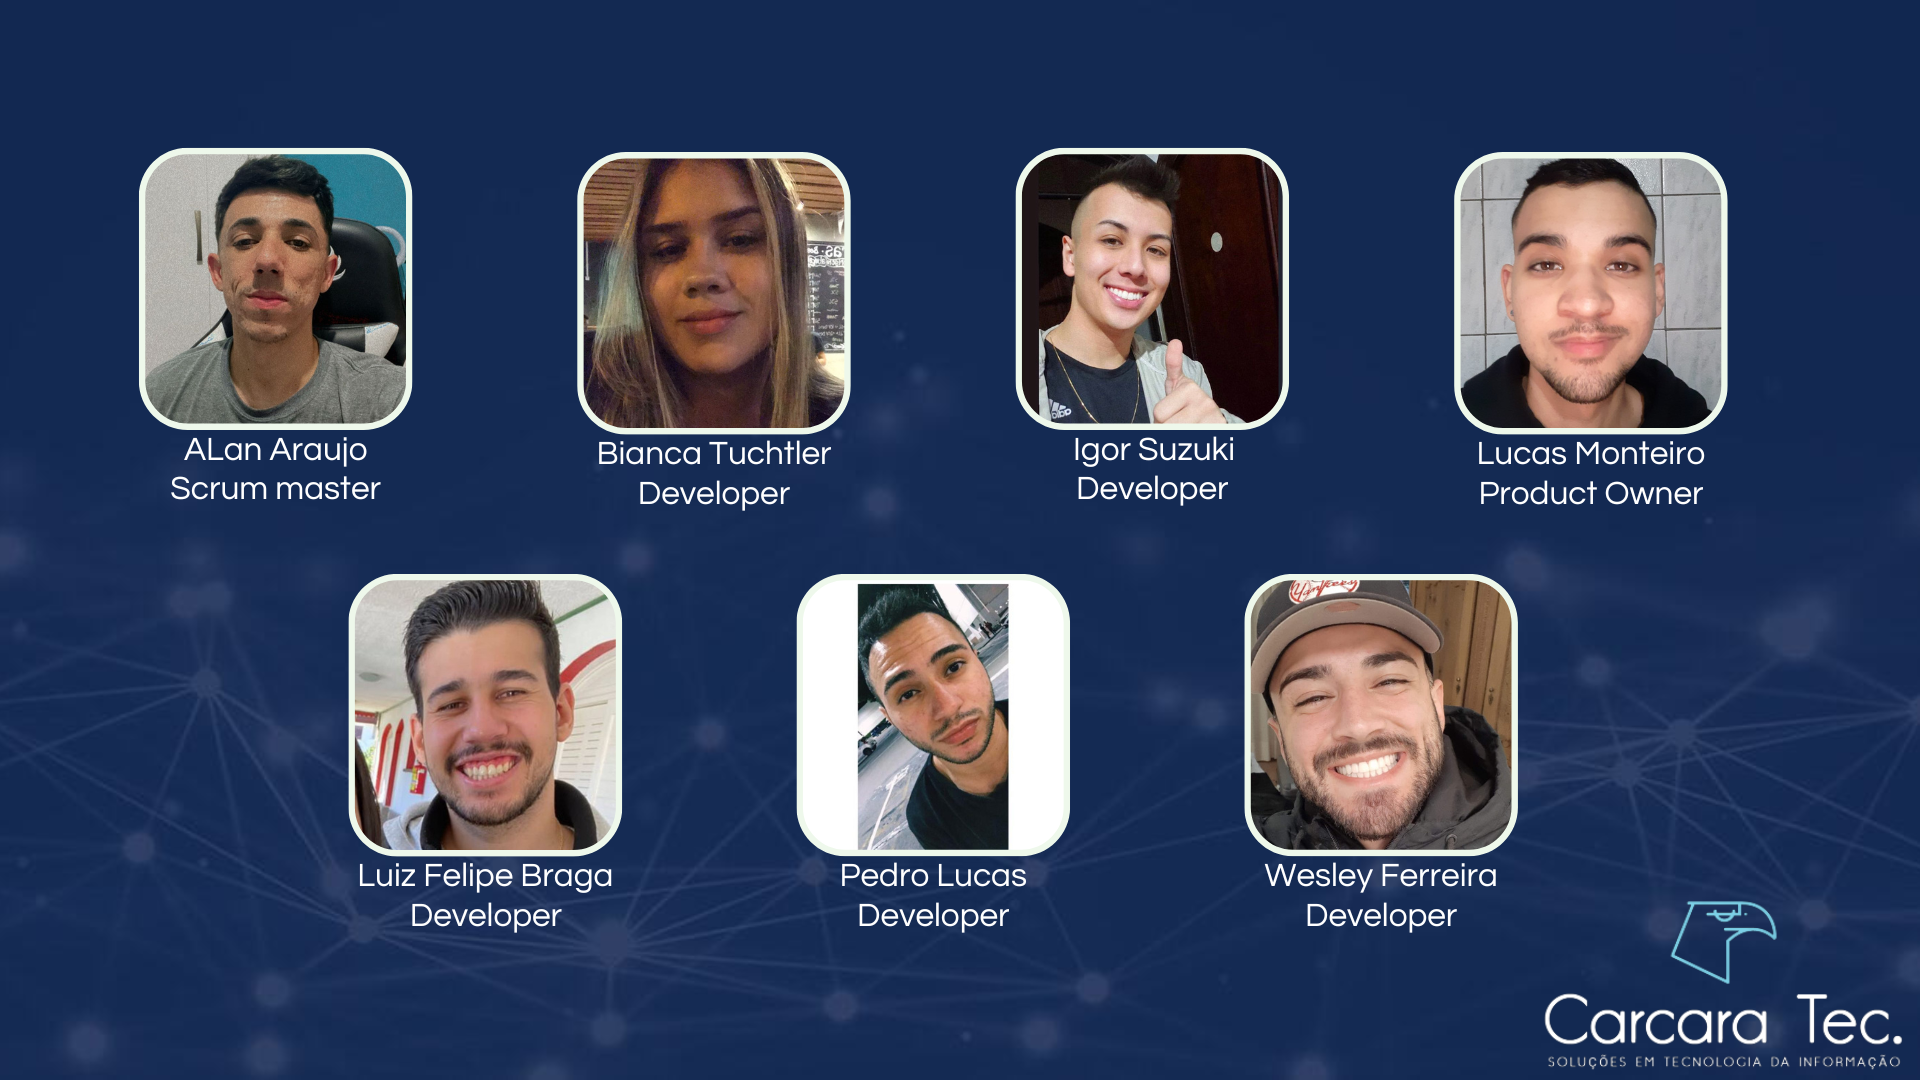 ALan Araujo
Scrum master
Bianca Tuchtler
Developer
Igor Suzuki
Developer
Lucas Monteiro
Product Owner
Yankees
Luiz Felipe Braga
Developer
Pedro Lucas
Developer
Wesley Ferreira
Developer
Carcara Tec.
SOLUÇÕES EM TECNOLOGIA DA INFORMAÇÃO